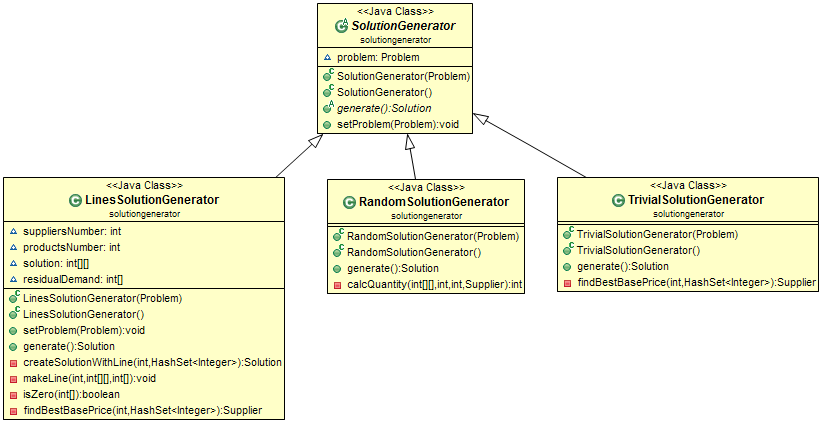 <<Java Class>>
SolutionGenerator
solutiongenerator
problem: Problem
SolutionGenerator(Problem)
SolutionGenerator()
generate():Solution
setProblem(Problem):void
<<Java Class>>
LinesSolutionGenerator
solutiongenerator
suppliersNumber: int
productsNumber: int
solution: int[][]
residualDemand: int[]
LinesSolutionGenerator(Problem)
LinesSolutionGenerator()
setProblem(Problem):void
generate():Solution
createSolutionWithLine(int,HashSet<Integer>):Solution
makeLine(int,int[][],int[]):void
isZero(int[]):boolean
findBestBasePrice(int,HashSet<Integer>):Supplier
<<Java Class>>
RandomSolutionGenerator
solutiongenerator
RandomSolutionGenerator(Problem)
RandomSolutionGenerator()
generate():Solution
calcQuantity(int[][],int,int,Supplier):int
<<Java Class>>
TrivialSolutionGenerator
solutiongenerator
TrivialSolutionGenerator(Problem)
TrivialSolutionGenerator()
generate():Solution
findBestBasePrice(int,HashSet<Integer>):Supplier